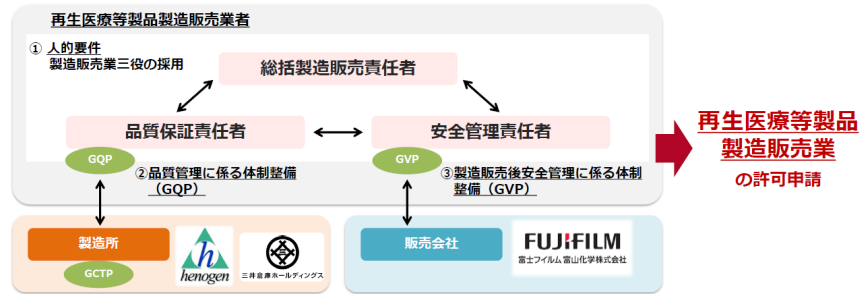 再生医療等製品製造販売業者
① 人的要件
製造販売業三役の採用
総括製造販売責任者
品質保証責任者
安全管理責任者
GQP
GVP
②品質管理に係る体制整備
（GQP）
③製造販売後安全管理に係る体制
整備（GVP）
再生医療等製品
製造販売業
の許可申請
製造所
GCTP
h
henogen
三井倉庫ホールディングス
販売会社
FUJIFILM
富士フイルム富山化学株式会社